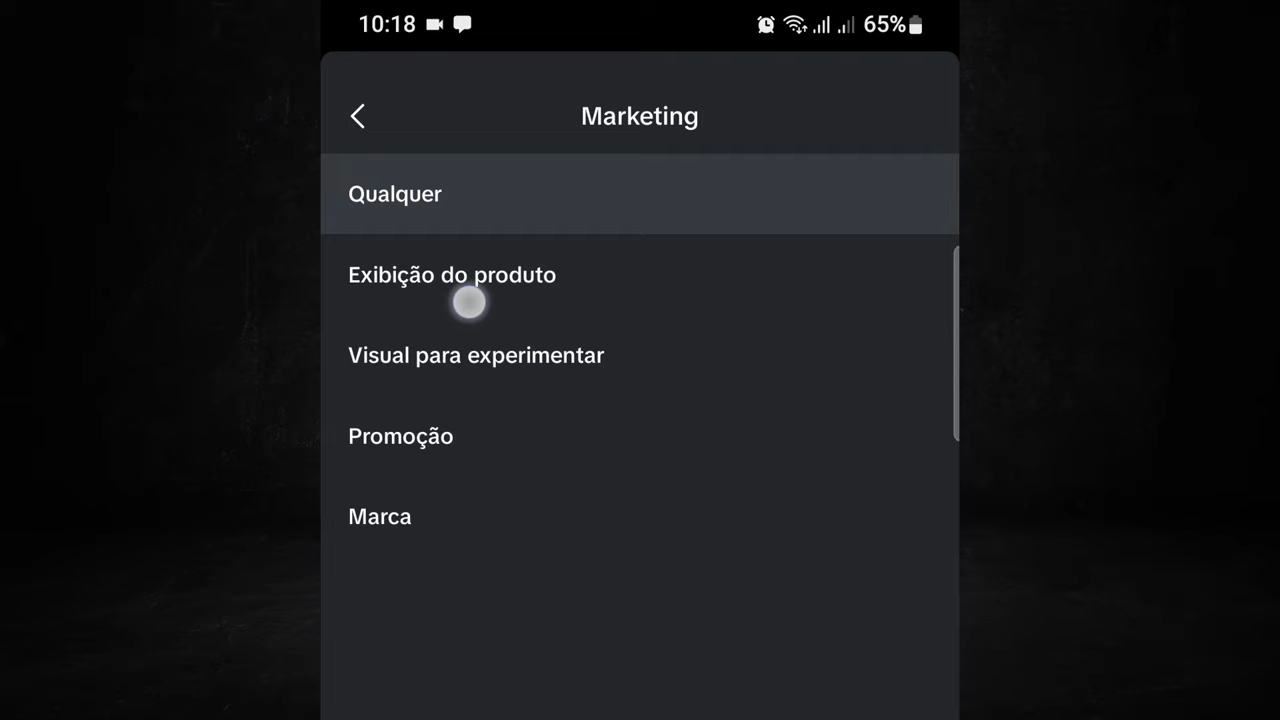 10:18 65%
Marketing
Qualquer
Exibição do produto
Visual para experimentar
Promoção
Marca